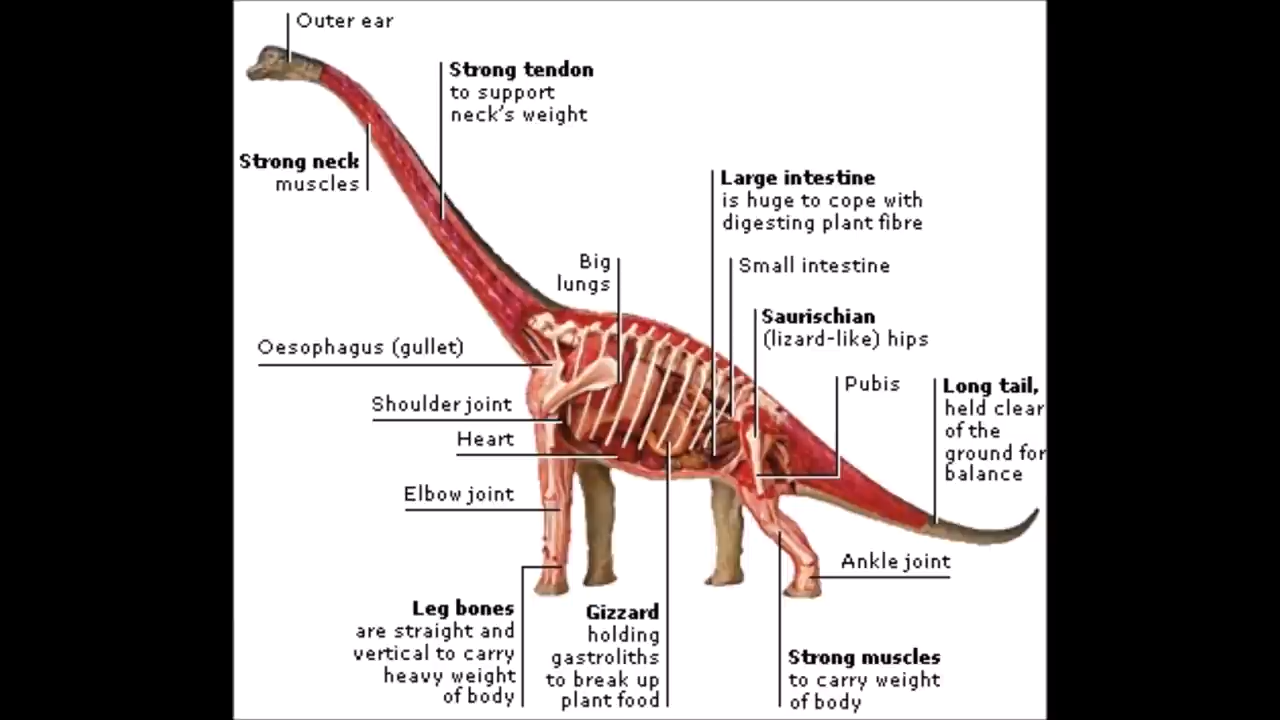 Outer ear
Strong tendon
to support
neck's weight
Strong neck
muscles
Large intestine
is huge to cope with
digesting plant fibre
Big
lungs
Small intestine
Saurischian
(lizard-like) hips
Oesophagus (gullet)
Pubis
Long tail,
held clear
of the
ground for
balance
Shoulder joint
Heart
Elbow joint
Ankle joint
Leg bones
are straight and
vertical to carry
heavy weight
of body
Gizzard
holding
gastroliths
to break up
plant food
Strong muscles
to carry weight
of body